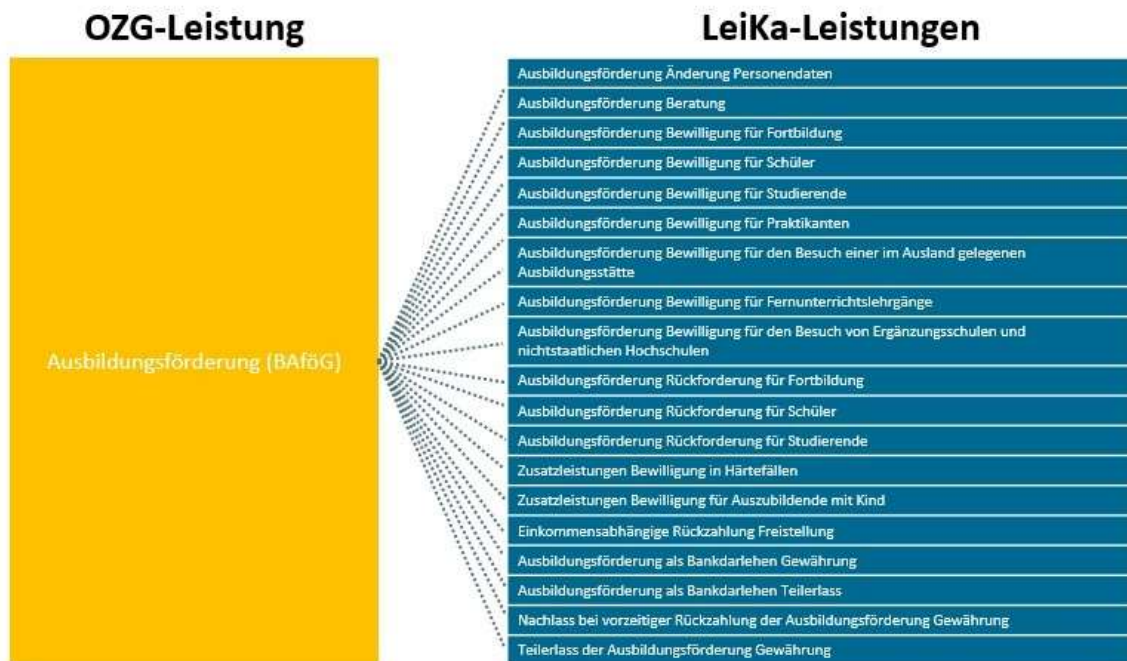 OZG-Leistung
LeiKa-Leistungen
Ausbildungsförderung (BAföG)
Ausbildungsförderung Änderung Personendaten
Ausbildungsförderung Beratung
Ausbildungsförderung Bewilligung für Fortbildung
Ausbildungsförderung Bewilligung für Schüler
Ausbildungsförderung Bewilligung für Studierende
Ausbildungsförderung Bewilligung für Praktikanten
Ausbildungsförderung Bewilligung für den Besuch einer im Ausland gelegenen
Ausbildungsstätte
Ausbildungsförderung Bewilligung für Fernunterrichtslehrgänge
Ausbildungsförderung Bewilligung für den Besuch von Ergänzungsschulen und
nichtstaatlichen Hochschulen
Ausbildungsförderung Rückforderung für Fortbildung
Ausbildungsförderung Rückforderung für Schüler
Ausbildungsförderung Rückforderung für Studierende
Zusatzleistungen Bewilligung in Härtefällen
Zusatzleistungen Bewilligung für Auszubildende mit Kind
Einkommensabhängige Rückzahlung Freistellung
Ausbildungsförderung als Bankdarlehen Gewährung
Ausbildungsförderung als Bankdarlehen Teilerlass
Nachlass bei vorzeitiger Rückzahlung der Ausbildungsförderung Gewährung
Teilerlass der Ausbildungsförderung Gewährung